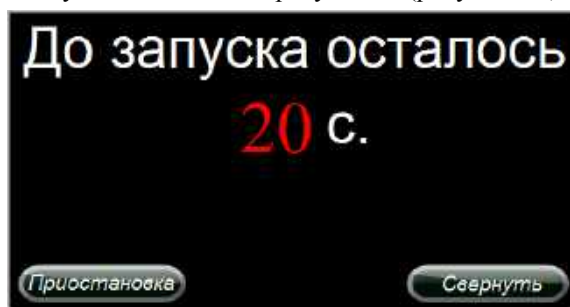 До запуска осталось
20 с.
Приостановка
Свернуть